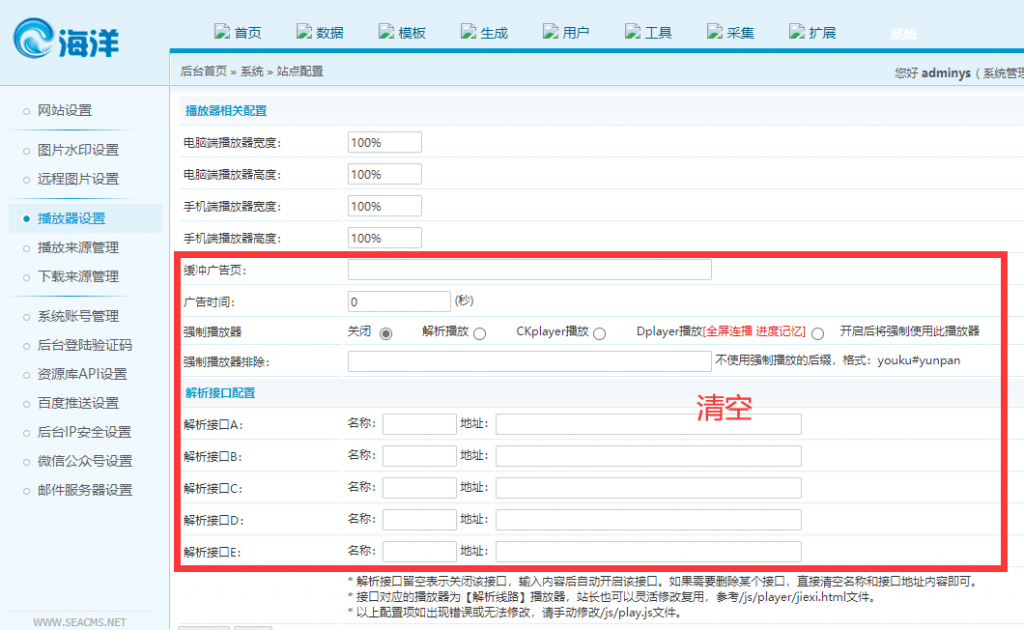 海洋
首页 数据 模板 生成 用户 工具 采集 扩展 系统
后台首页 » 系统 » 站点配置
您好 adminys（系统管理
网站设置
图片水印设置
远程图片设置
播放器设置
播放来源管理
下载来源管理
系统账号管理
后台登陆验证码
资源库API设置
百度推送设置
后台IP安全设置
微信公众号设置
邮件服务器设置
WWW.SEACMS.NET
播放器相关配置
电脑端播放器宽度： 100%
电脑端播放器高度： 100%
手机端播放器宽度： 100%
手机端播放器高度： 100%
缓冲广告页：
广告时间： 0 (秒)
强制播放器 关闭 解析播放 CKplayer播放 Dplayer播放[全屏连播 进度记忆] 开启后将强制使用此播放器
强制播放器排除： 不使用强制播放的后缀，格式：youku#yunpan
解析接口配置
清空
解析接口A： 名称： 地址：
解析接口B： 名称： 地址：
解析接口C： 名称： 地址：
解析接口D： 名称： 地址：
解析接口E： 名称： 地址：
* 解析接口留空表示关闭该接口，输入内容后自动开启该接口。如果需要删除某个接口，直接清空名称和接口地址内容即可。
* 接口对应的播放器为【解析线路】播放器，站长也可以灵活修改复用，参考/js/player/jiexi.html文件。
* 以上配置项如出现错误或无法修改，请手动修改/js/play.js文件。